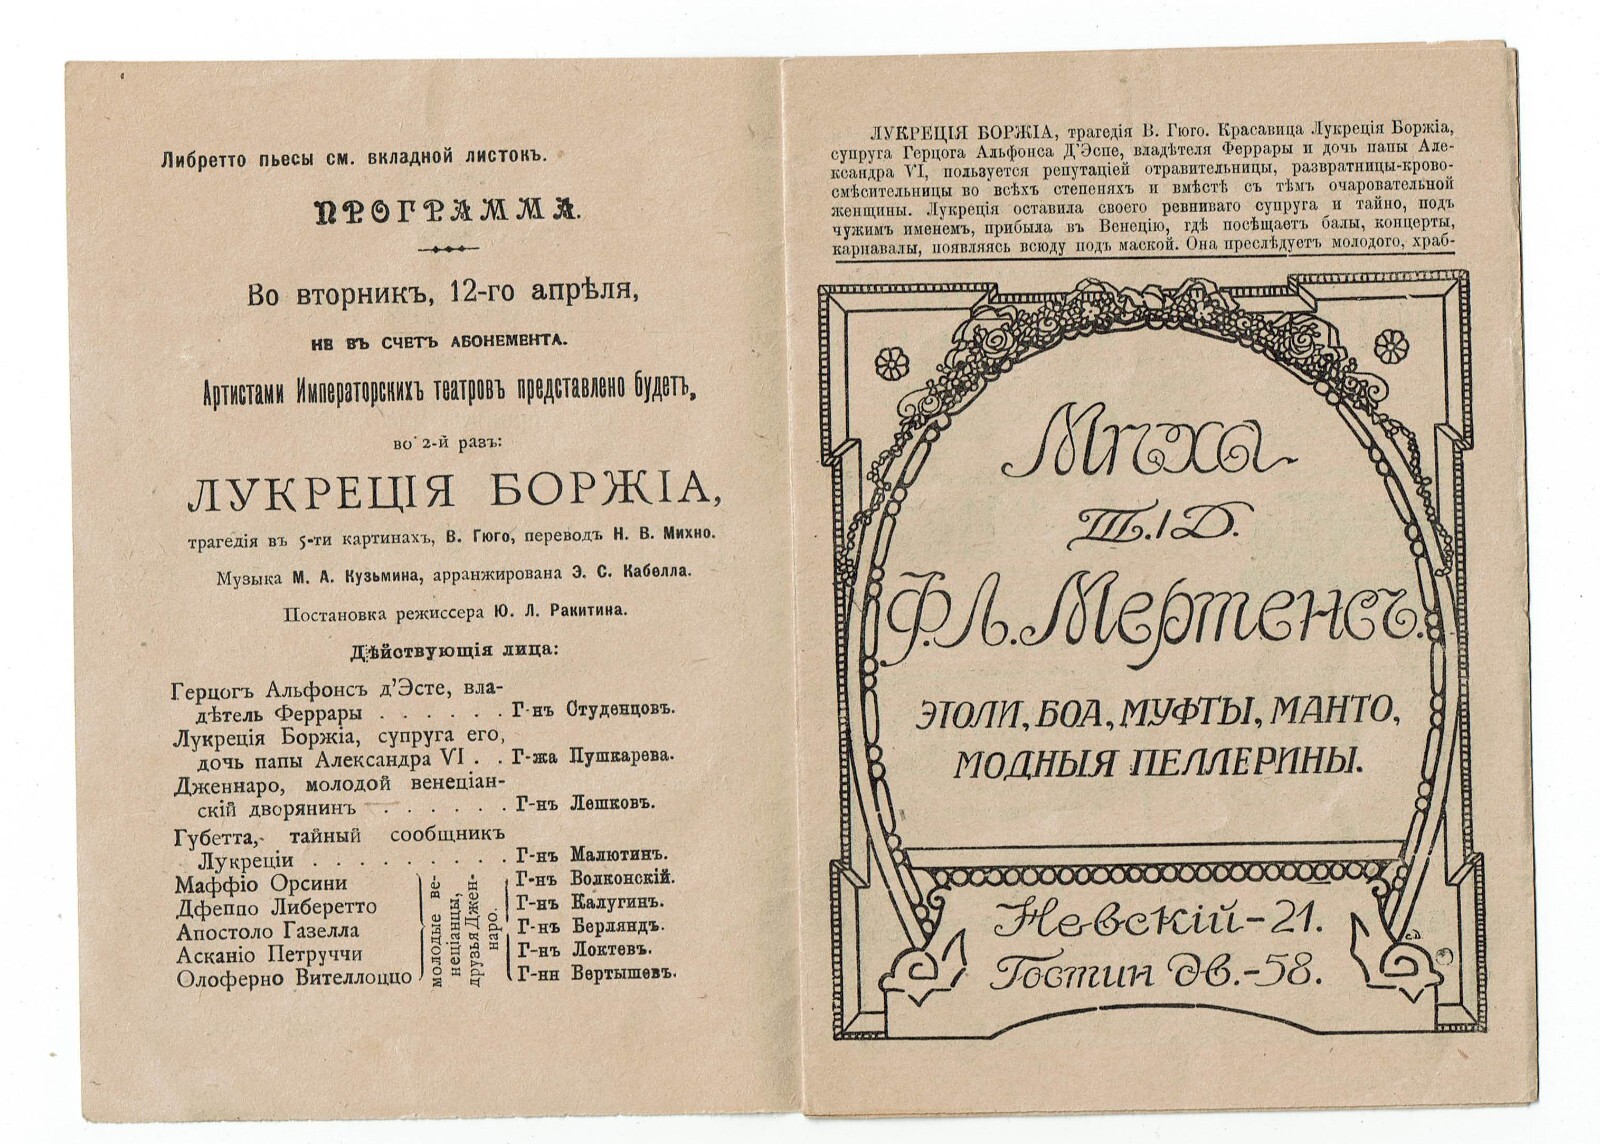 Либретто пьесы см. вкладной листокъ.
ПРОГРАММА.
Во вторникъ, 12-го апрѣля,
НЕ ВЪ СЧЕТЪ АБОНЕМЕНТА.
Артистами Императорскихъ театровъ представлено будетъ,
во 2-й разъ:
ЛУКРЕЦІЯ БОРЖІА,
трагедія въ 5-ти картинахъ, В. Гюго, переводъ Н. В. Михно.
Музыка М. А. Кузьмина, арранжирована Э. С. Кабелла.
Постановка режиссера Ю. Л. Ракитина.
Дѣйствующія лица:
Герцогъ Альфонсъ д'Эсте, вла-
дѣтель Феррары . . . . . . Г-нъ Студенцовъ.
Лукреція Боржіа, супруга его,
дочь папы Александра VI . . Г-жа Пушкарева.
Дженнаро, молодой венеціан-
скій дворянинъ . . . . . . Г-нъ Лешковъ.
Губетта, тайный сообщникъ
Лукреціи . . . . . . . . . Г-нъ Малютинъ.
Маффіо Орсини Г-нъ Волконскій.
Дфеппо Либеретто Г-нъ Калугинъ.
Апостоло Газелла Г-нъ Берляндъ.
Асканіо Петруччи Г-нъ Локтевъ.
Олоферно Вителлоццо Г-нн Вертышевъ.
молодые ве-
неціанцы,
друзья Джен-
наро.
ЛУКРЕЦІЯ БОРЖІА, трагедія В. Гюго. Красавица Лукреція Боржіа,
супруга Герцога Альфонса Д'Эспе, владѣтеля Феррары и дочь папы Але-
ксандра VI, пользуется репутаціей отравительницы, развратницы-крово-
смѣсительницы во всѣхъ степеняхъ и вмѣстѣ съ тѣмъ очаровательной
женщины. Лукреція оставила своего ревниваго супруга и тайно, подъ
чужимъ именемъ, прибыла въ Венецію, гдѣ посѣщаетъ балы, концерты,
карнавалы, появляясь всюду подъ маской. Она преслѣдуетъ молодого, храб-
Мѣха
Т./Д.
Ф.Л.Мертенсъ.
ЭТОЛИ, БОА, МУФТЫ, МАНТО,
МОДНЫЯ ПЕЛЛЕРИНЫ.
Невскій-21.
Гостин дв.-58.